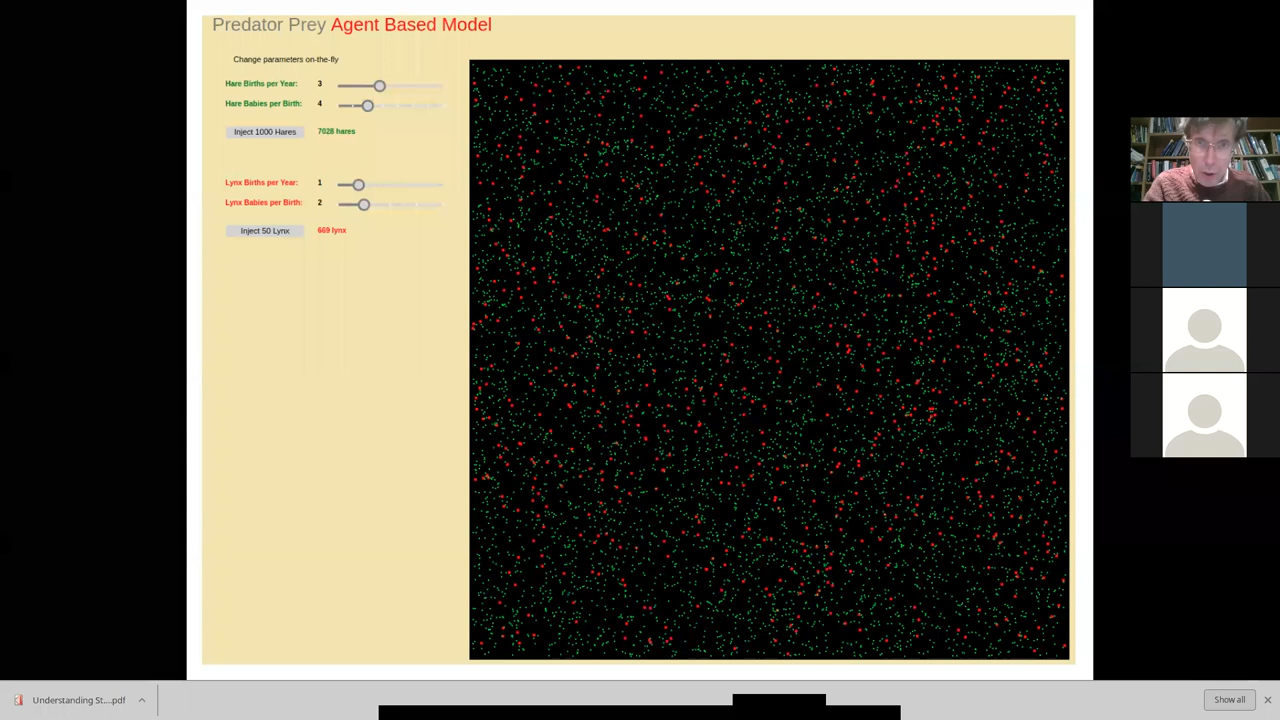 Predator Prey Agent Based Model
Change parameters on-the-fly
Hare Births per Year: 3
Hare Babies per Birth: 4
Inject 1000 Hares 7028 hares
Lynx Births per Year: 1
Lynx Babies per Birth: 2
Inject 50 Lynx 669 lynx
Understanding St....pdf
Show all